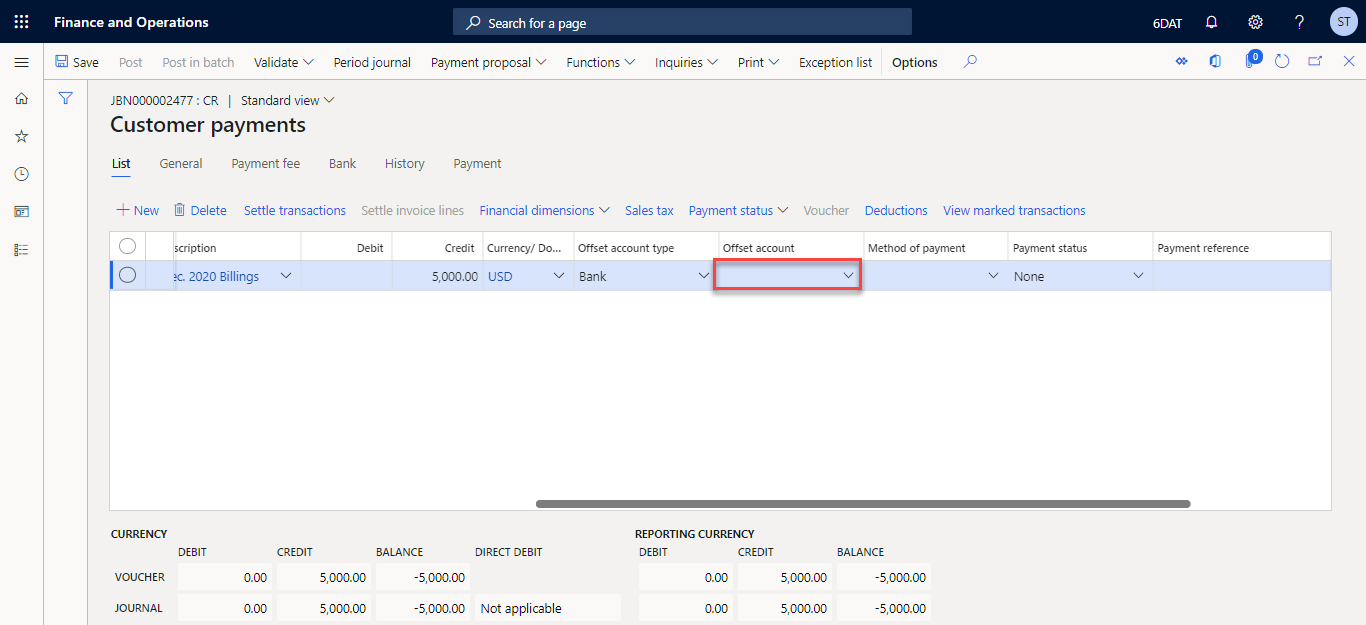 Finance and Operations
Search for a page
6DAT
?
ST
Save Post Post in batch Validate Period journal Payment proposal Functions Inquiries Print Exception list Options
0
JBN000002477 : CR | Standard view
Customer payments
List General Payment fee Bank History Payment
New Delete Settle transactions Settle invoice lines Financial dimensions Sales tax Payment status Voucher Deductions View marked transactions
scription Debit Credit Currency/ Do... Offset account type Offset account Method of payment Payment status Payment reference
ec. 2020 Billings 5,000.00 USD Bank None
CURRENCY REPORTING CURRENCY
DEBIT CREDIT BALANCE DIRECT DEBIT DEBIT CREDIT BALANCE
VOUCHER 0.00 5,000.00 -5,000.00 0.00 5,000.00 -5,000.00
JOURNAL 0.00 5,000.00 -5,000.00 Not applicable 0.00 5,000.00 -5,000.00